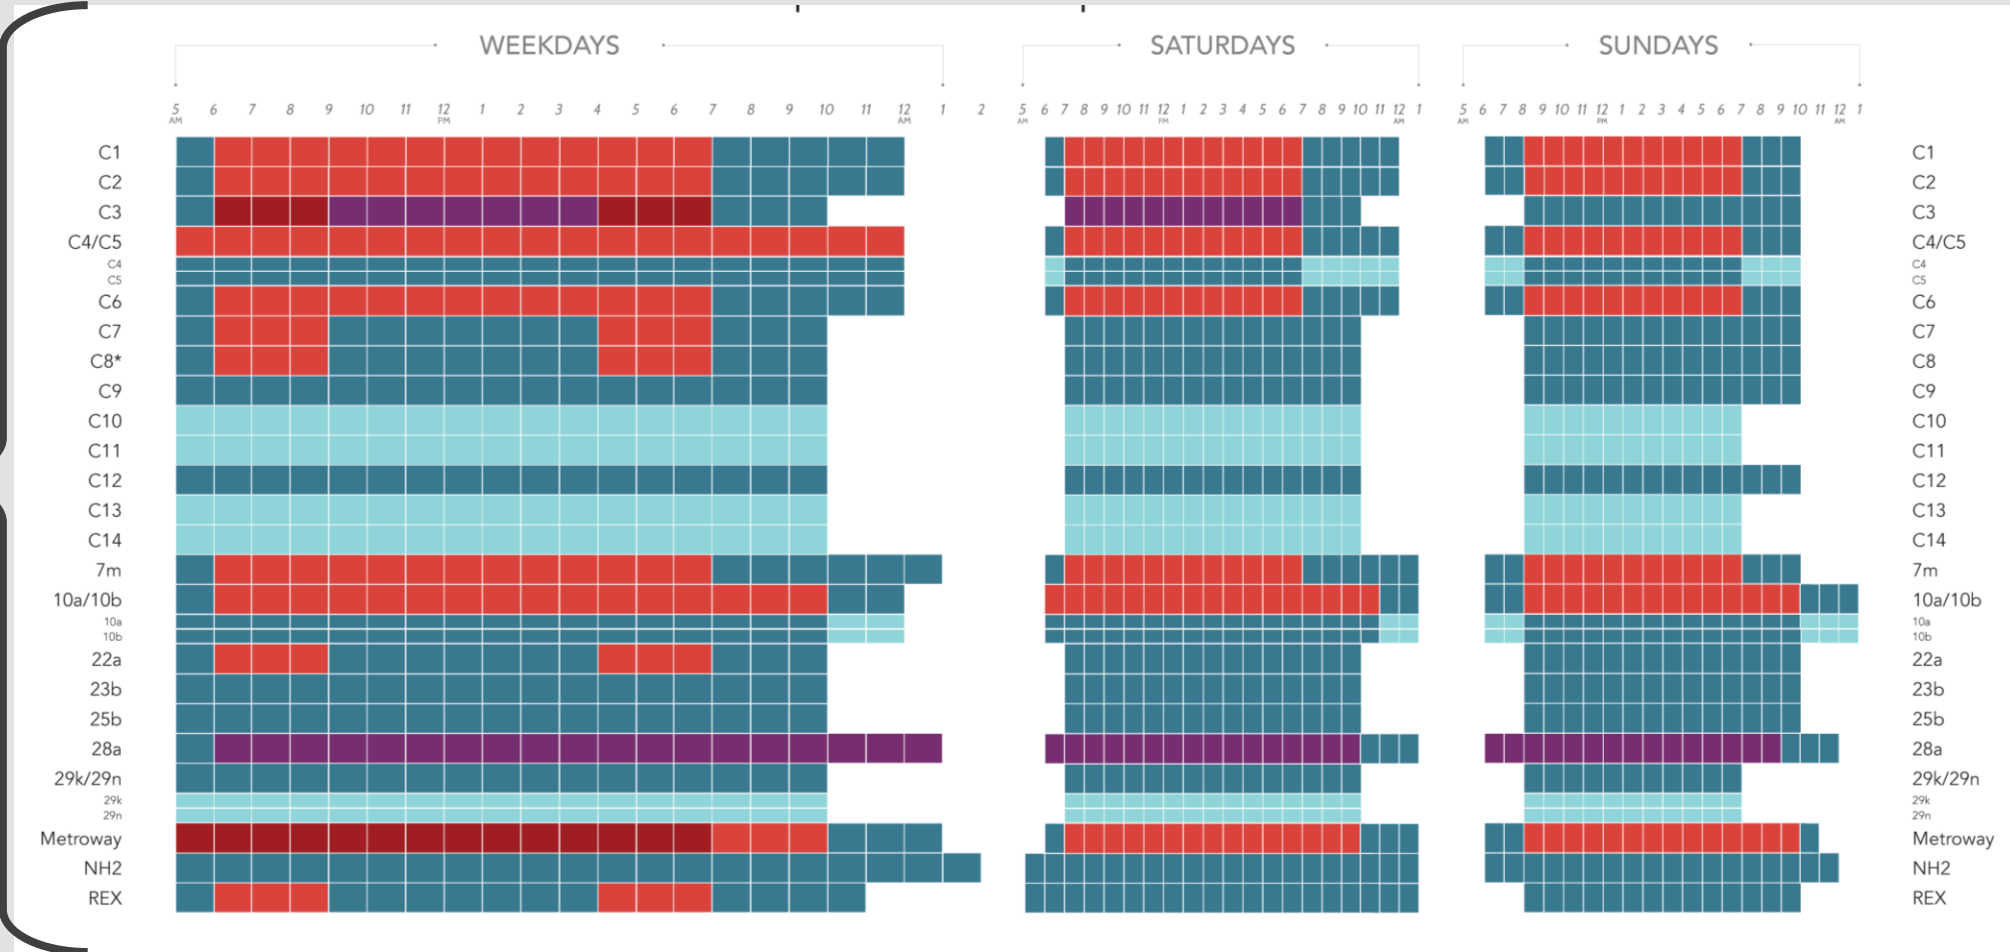 WEEKDAYS SATURDAYS SUNDAYS
5 6 7 8 9 10 11 12 1 2 3 4 5 6 7 8 9 10 11 12 1 2 5 6 7 8 9 10 11 12 1 2 3 4 5 6 7 8 9 10 11 12 1 5 6 7 8 9 10 11 12 1 2 3 4 5 6 7 8 9 10 11 12 1
AM PM AM AM PM AM AM PM AM
C1 C1
C2 C2
C3 C3
C4/C5 C4/C5
C4 C4
C5 C5
C6 C6
C7 C7
C8* C8
C9 C9
C10 C10
C11 C11
C12 C12
C13 C13
C14 C14
7m 7m
10a/10b 10a/10b
10a 10a
10b 10b
22a 22a
23b 23b
25b 25b
28a 28a
29k/29n 29k/29n
29k 29k
29n 29n
Metroway Metroway
NH2 NH2
REX REX